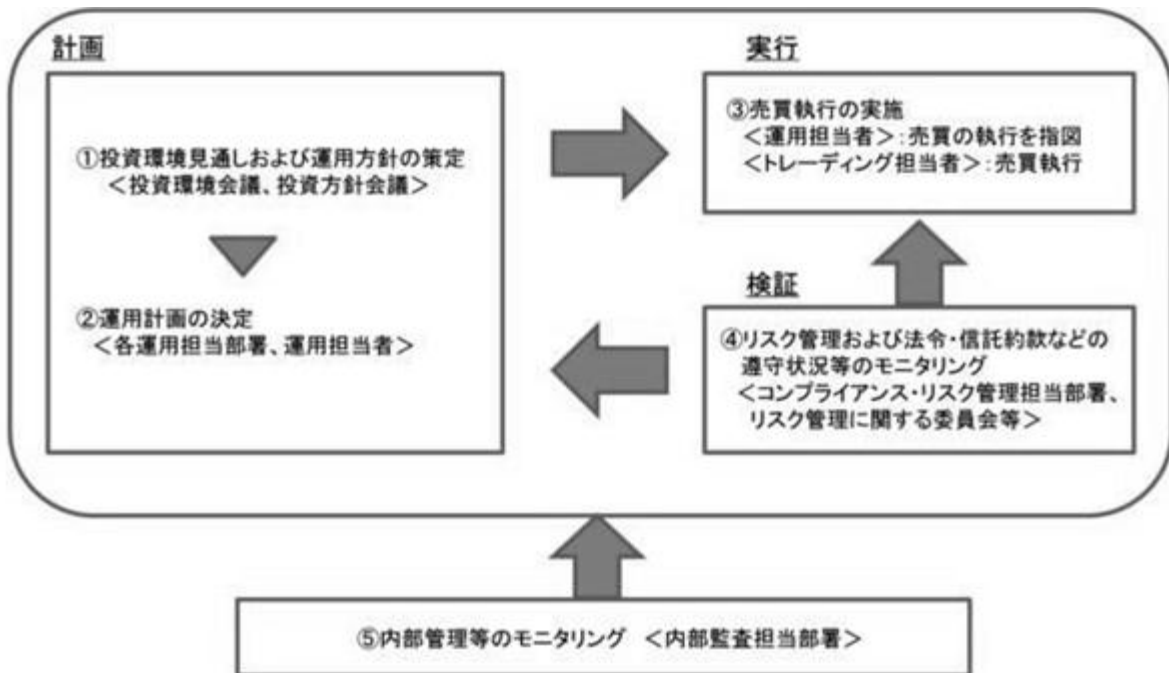 計画
①投資環境見通しおよび運用方針の策定
<投資環境会議、投資方針会議>
②運用計画の決定
<各運用担当部署、運用担当者>
実行
③売買執行の実施
<運用担当者>:売買の執行を指図
<トレーディング担当者>:売買執行
検証
④リスク管理および法令・信託約款などの
遵守状況等のモニタリング
<コンプライアンス・リスク管理担当部署、
リスク管理に関する委員会等>
⑤内部管理等のモニタリング <内部監査担当部署>